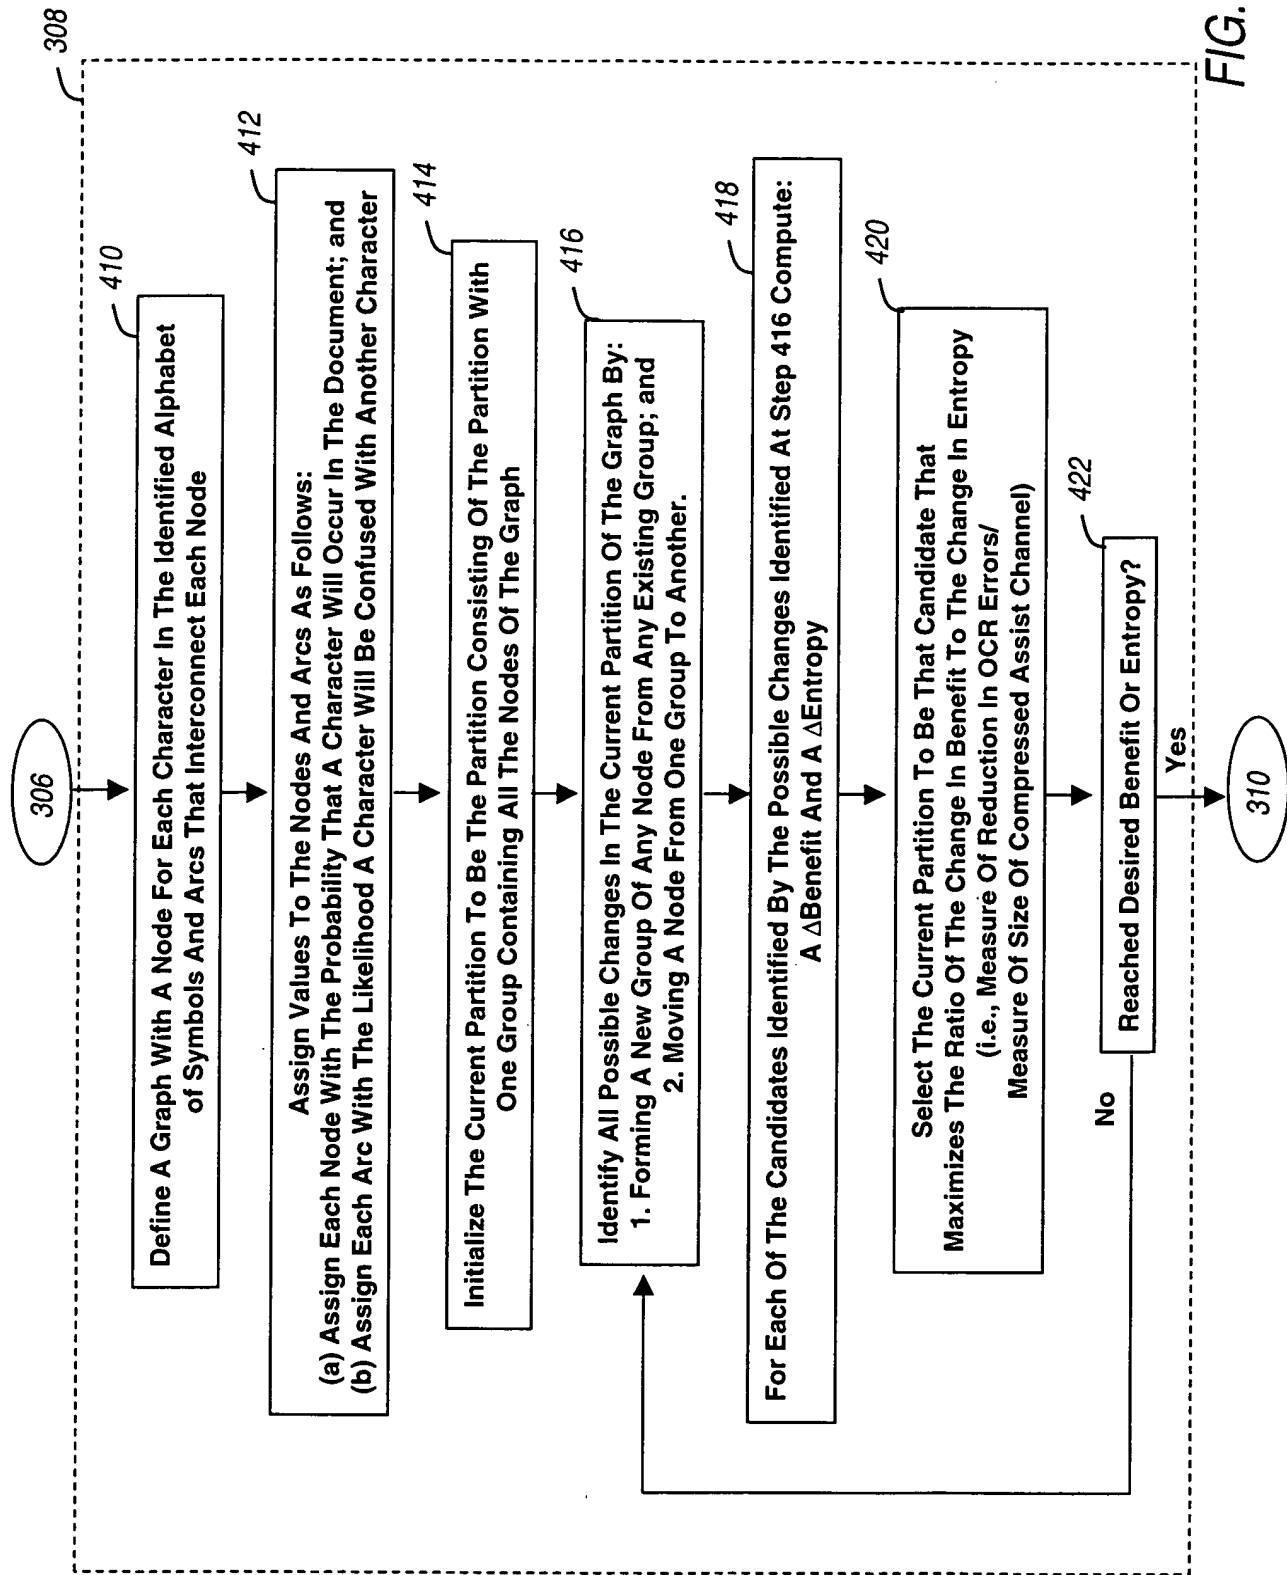 308
306
410
Define A Graph With A Node For Each Character In The Identified Alphabet
of Symbols And Arcs That Interconnect Each Node
412
Assign Values To The Nodes And Arcs As Follows:
(a) Assign Each Node With The Probability That A Character Will Occur In The Document; and
(b) Assign Each Arc With The Likelihood A Character Will Be Confused With Another Character
414
Initialize The Current Partition To Be The Partition Consisting Of The Partition With
One Group Containing All The Nodes Of The Graph
416
Identify All Possible Changes In The Current Partition Of The Graph By:
1. Forming A New Group Of Any Node From Any Existing Group; and
2. Moving A Node From One Group To Another.
418
For Each Of The Candidates Identified By The Possible Changes Identified At Step 416 Compute:
A ΔBenefit And A ΔEntropy
420
Select The Current Partition To Be That Candidate That
Maximizes The Ratio Of The Change In Benefit To The Change In Entropy
(i.e., Measure Of Reduction In OCR Errors/
Measure Of Size Of Compressed Assist Channel)
422
Reached Desired Benefit Or Entropy?
No
Yes
310
FIG.